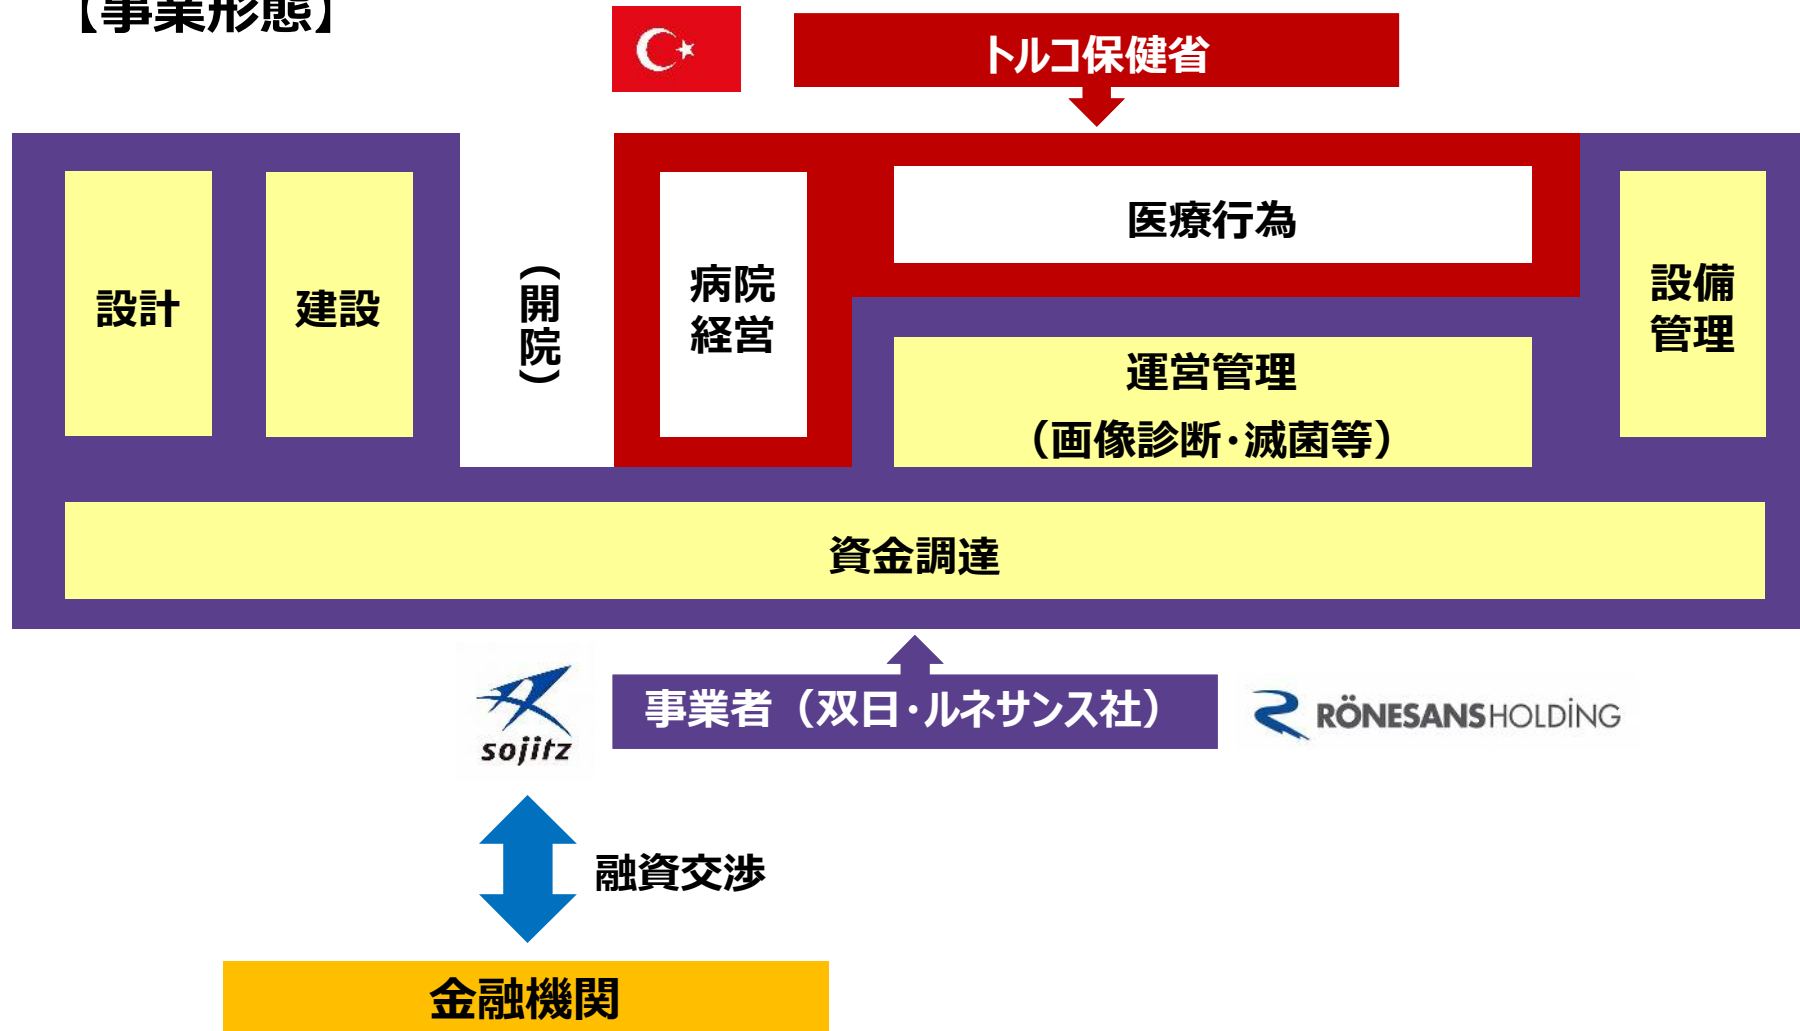 【事業形態】
トルコ保健省
設計
建設
（開院）
病院
経営
医療行為
運営管理
（画像診断・滅菌等）
設備
管理
資金調達
sojitz
事業者（双日・ルネサンス社）
RÖNESANSHOLDİNG
融資交渉
金融機関